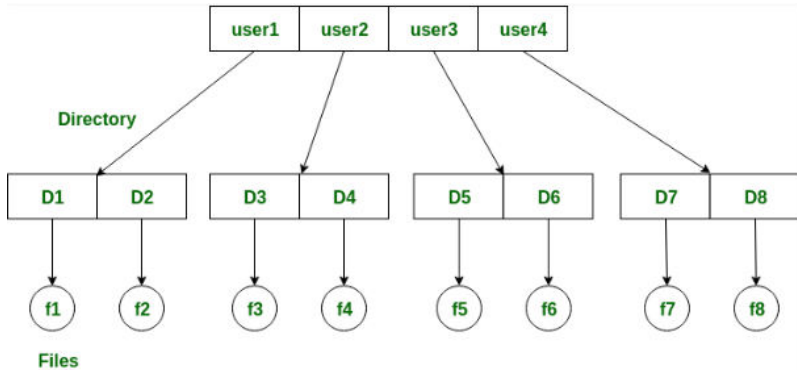 user1 user2 user3 user4
Directory
D1 D2 D3 D4 D5 D6 D7 D8
f1 f2 f3 f4 f5 f6 f7 f8
Files